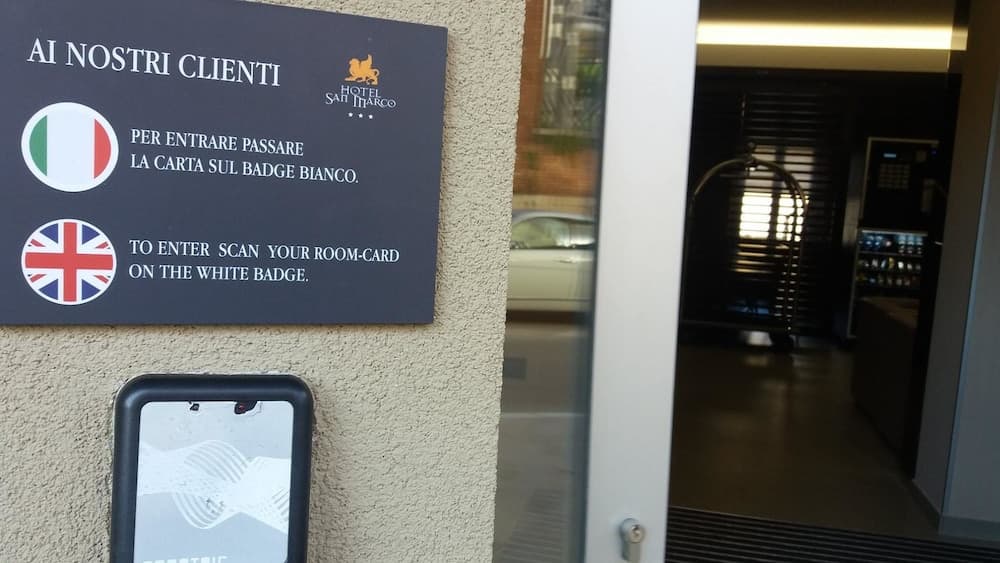 AI NOSTRI CLIENTI
HOTEL
SAN MARCO
PER ENTRARE PASSARE
LA CARTA SUL BADGE BIANCO.
TO ENTER SCAN YOUR ROOM-CARD
ON THE WHITE BADGE.